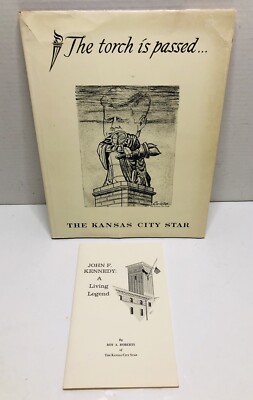 The torch is passed...
THE KANSAS CITY STAR
JOHN F.
KENNEDY:
A
Living
Legend
By
ROY A. ROBERTS
of
THE KANSAS CITY STAR